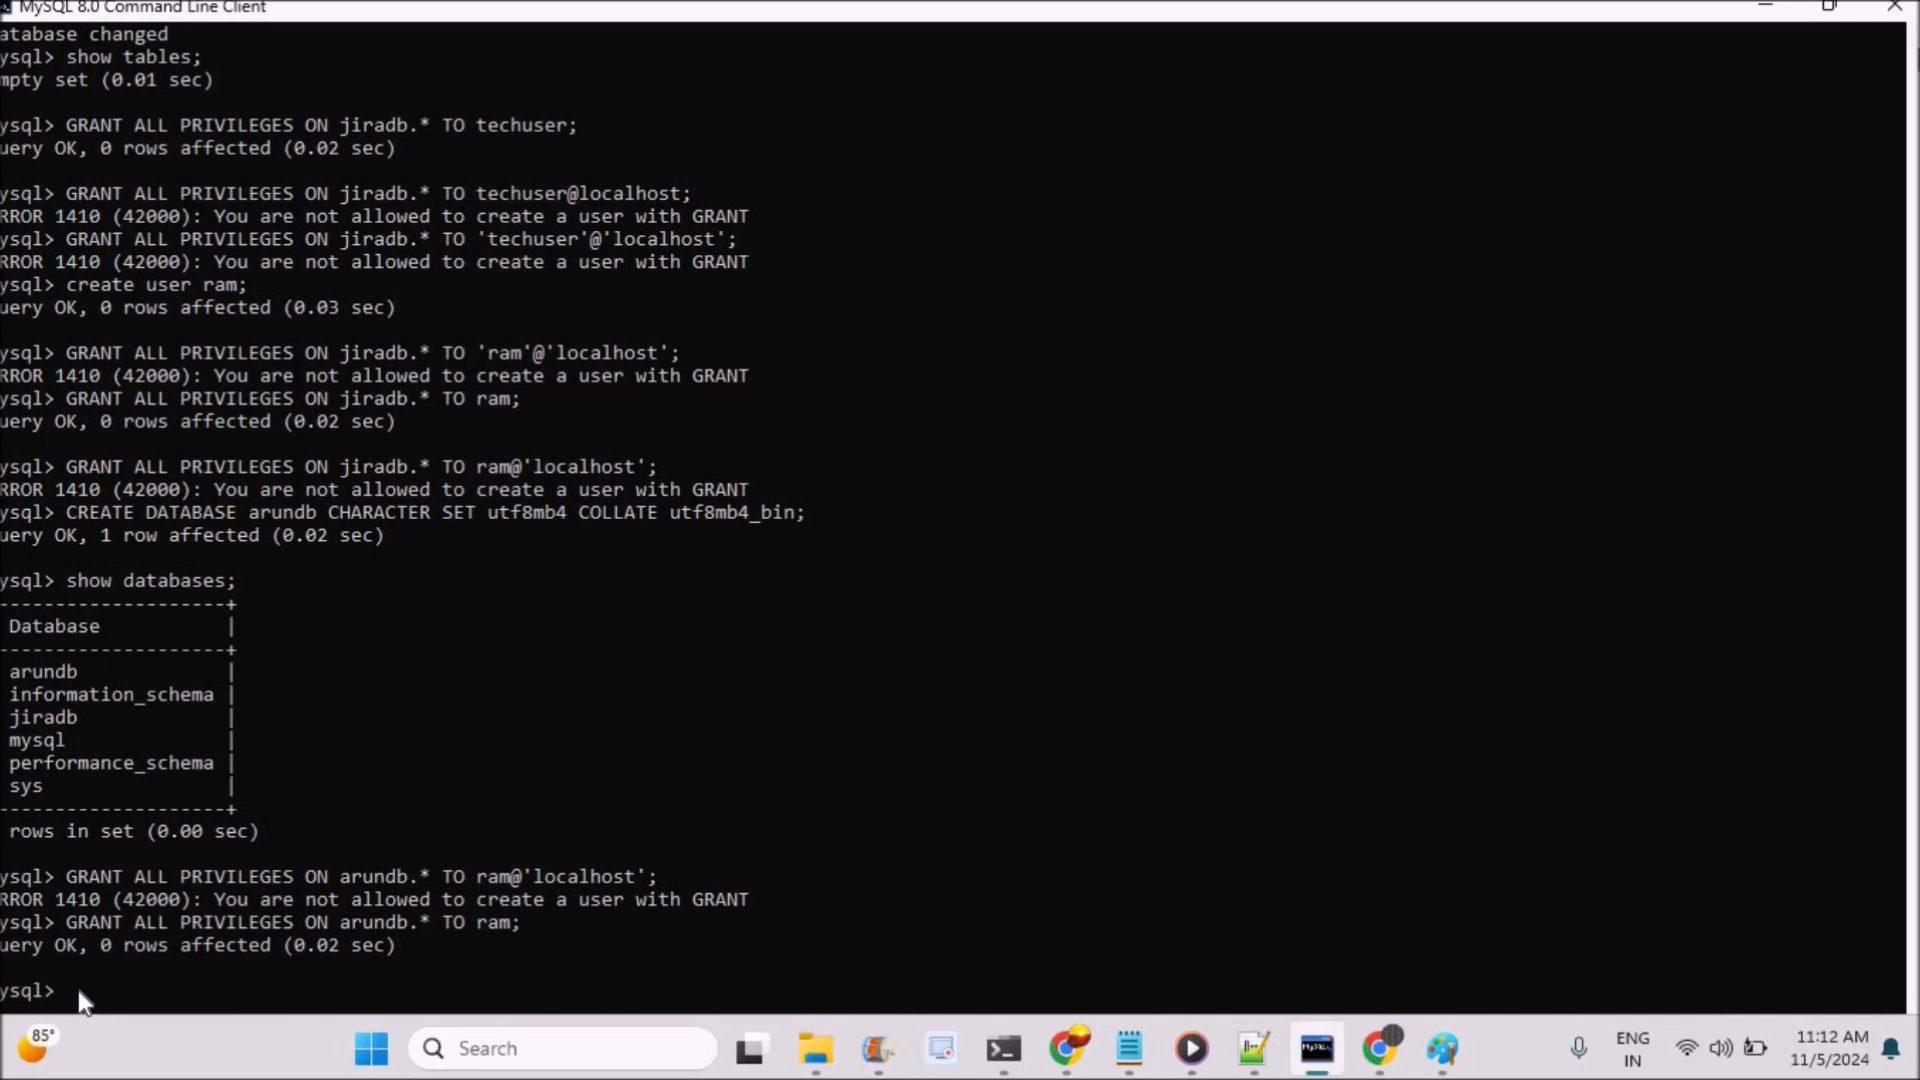 MySQL 8.0 Command Line Client
atabase changed
ysql> show tables;
mpty set (0.01 sec)
ysql> GRANT ALL PRIVILEGES ON jiradb.* TO techuser;
uery OK, 0 rows affected (0.02 sec)
ysql> GRANT ALL PRIVILEGES ON jiradb.* TO techuser@localhost;
RROR 1410 (42000): You are not allowed to create a user with GRANT
ysql> GRANT ALL PRIVILEGES ON jiradb.* TO 'techuser'@'localhost';
RROR 1410 (42000): You are not allowed to create a user with GRANT
ysql> create user ram;
uery OK, 0 rows affected (0.03 sec)
ysql> GRANT ALL PRIVILEGES ON jiradb.* TO 'ram'@'localhost';
RROR 1410 (42000): You are not allowed to create a user with GRANT
ysql> GRANT ALL PRIVILEGES ON jiradb.* TO ram;
uery OK, 0 rows affected (0.02 sec)
ysql> GRANT ALL PRIVILEGES ON jiradb.* TO ram@'localhost';
RROR 1410 (42000): You are not allowed to create a user with GRANT
ysql> CREATE DATABASE arundb CHARACTER SET utf8mb4 COLLATE utf8mb4_bin;
uery OK, 1 row affected (0.02 sec)
ysql> show databases;
--------------------+
Database |
--------------------+
arundb |
information_schema |
jiradb |
mysql |
performance_schema |
sys |
--------------------+
rows in set (0.00 sec)
ysql> GRANT ALL PRIVILEGES ON arundb.* TO ram@'localhost';
RROR 1410 (42000): You are not allowed to create a user with GRANT
ysql> GRANT ALL PRIVILEGES ON arundb.* TO ram;
uery OK, 0 rows affected (0.02 sec)
ysql>
85°
Search
ENG
IN
11:12 AM
11/5/2024